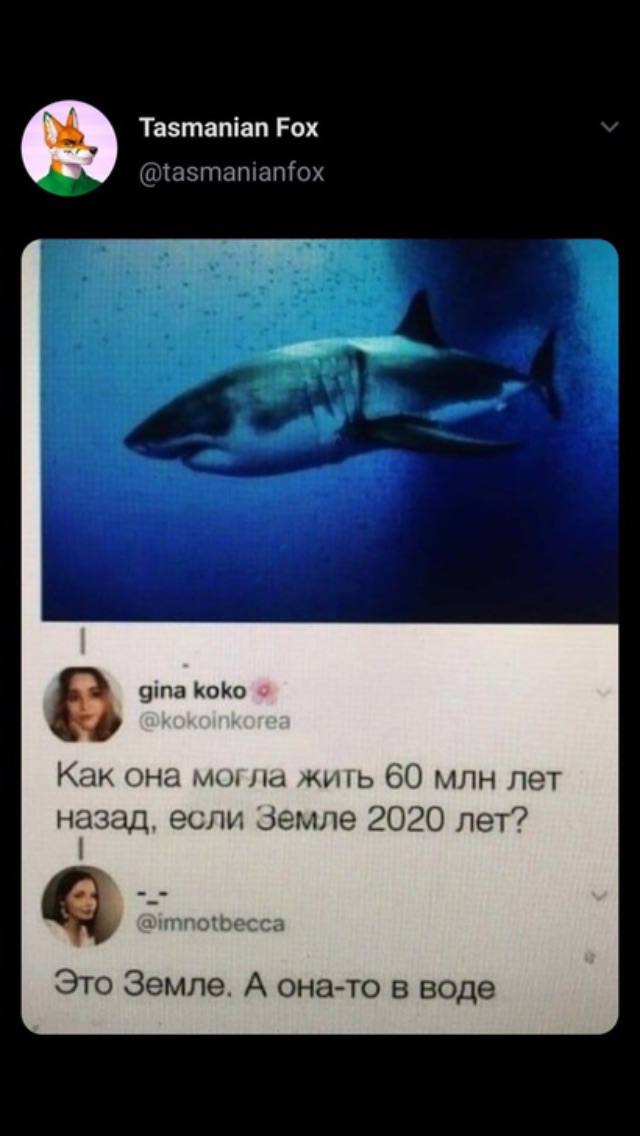 Tasmanian Fox
@tasmanianfox
gina koko🌸
@kokoinkorea
Как она могла жить 60 млн лет
назад, если Земле 2020 лет?
-_-
@imnotbecca
Это Земле. А она-то в воде